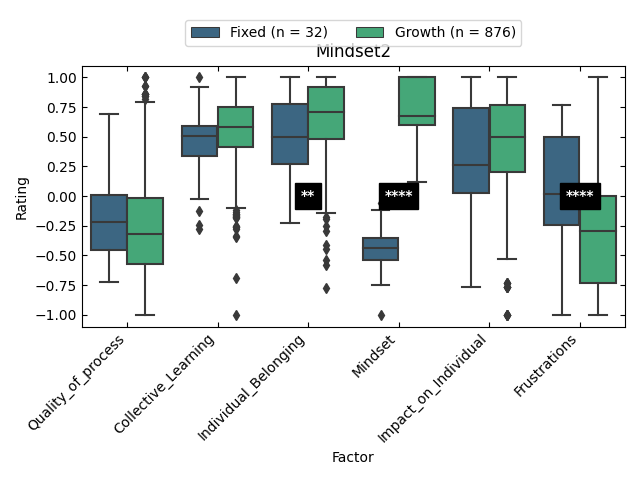 Fixed (n = 32) Growth (n = 876)
Mindset2
1.00
0.75
0.50
0.25
0.00
−0.25
−0.50
−0.75
−1.00
Rating
** **** ****
Quality_of_process
Collective_Learning
Individual_Belonging
Mindset
Impact_on_Individual
Frustrations
Factor